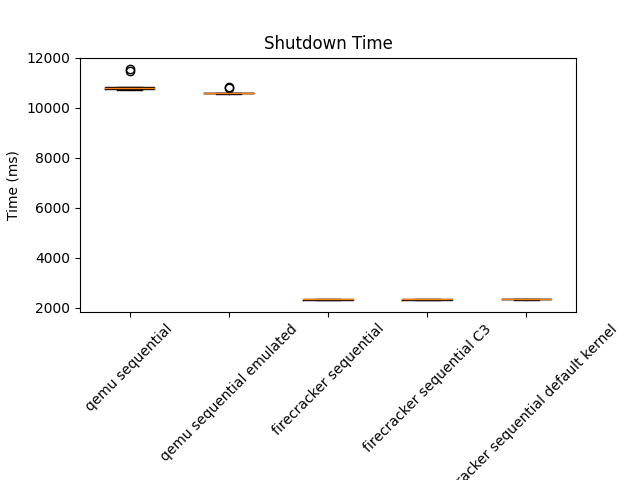 Shutdown Time
Time (ms)
12000
10000
8000
6000
4000
2000
qemu sequential
qemu sequential emulated
firecracker sequential
firecracker sequential C3
racker sequential default kernel